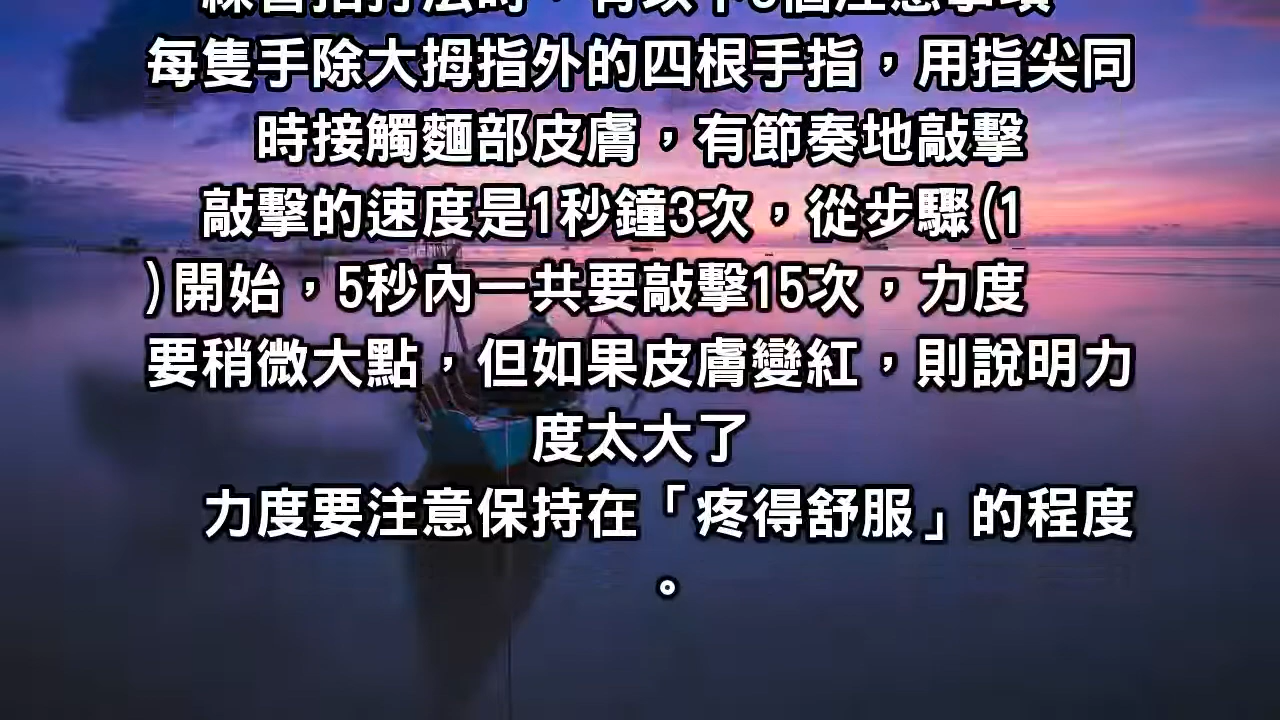 每隻手除大拇指外的四根手指，用指尖同
時接觸麵部皮膚，有節奏地敲擊
敲擊的速度是1秒鐘3次，從步驟(1
)開始，5秒內一共要敲擊15次，力度
要稍微大點，但如果皮膚變紅，則說明力
度太大了
力度要注意保持在「疼得舒服」的程度
。